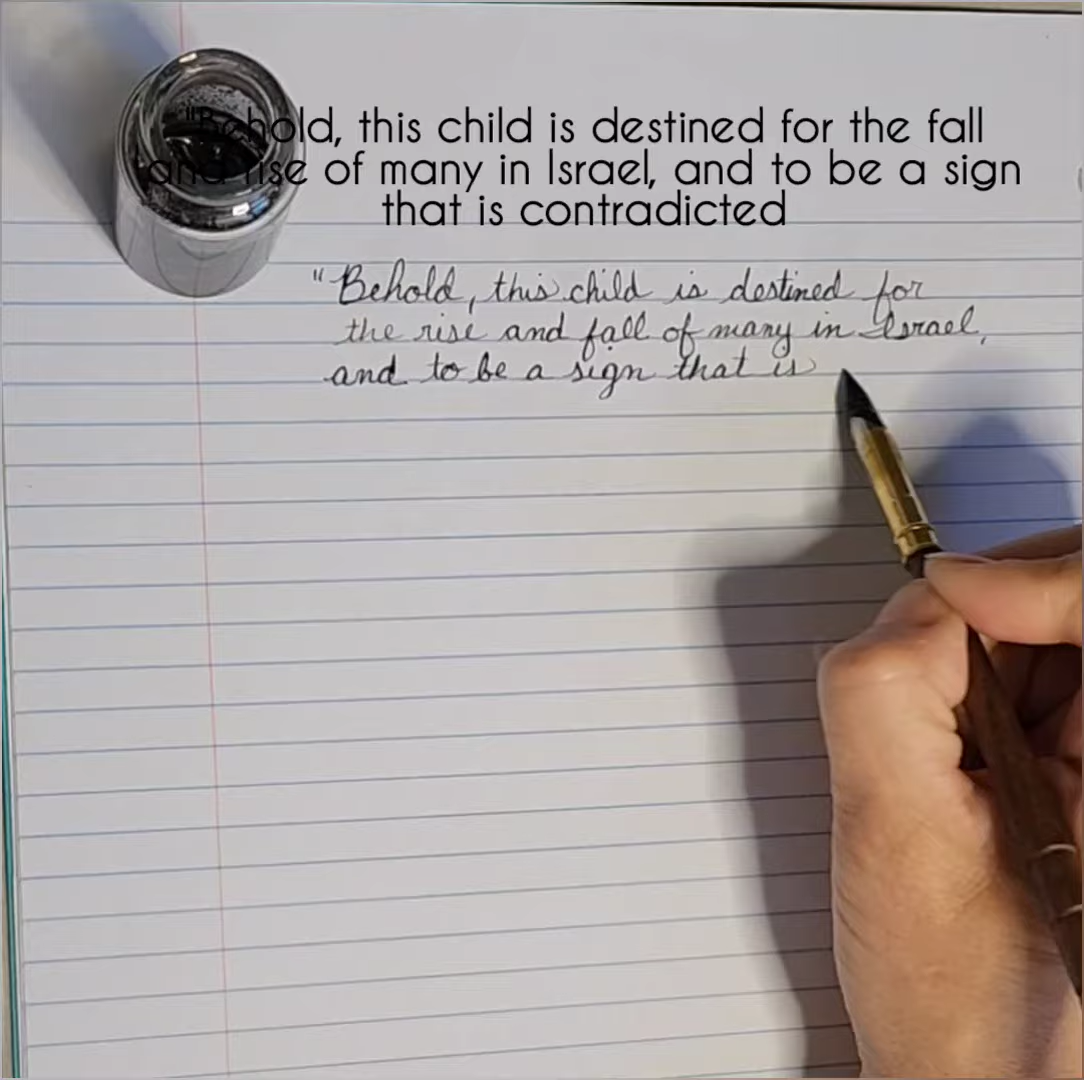 "Behold, this child is destined for the fall
and rise of many in Israel, and to be a sign
that is contradicted
"Behold, this child is destined for
the rise and fall of many in Israel,
and to be a sign that is